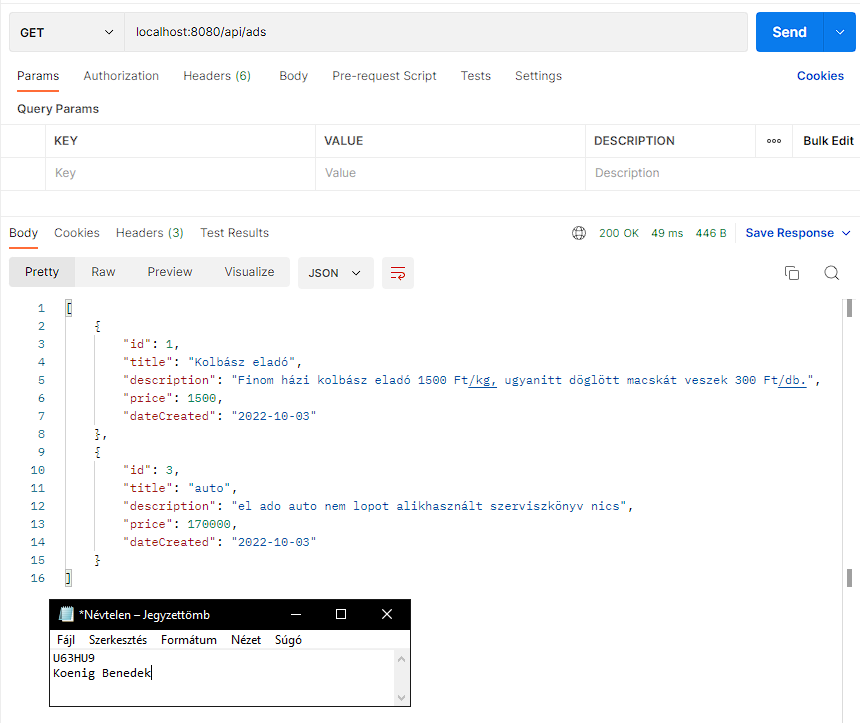 GET localhost:8080/api/ads Send
Params Authorization Headers (6) Body Pre-request Script Tests Settings Cookies
Query Params
KEY VALUE DESCRIPTION ooo Bulk Edit
Key Value Description
Body Cookies Headers (3) Test Results 200 OK 49 ms 446 B Save Response
Pretty Raw Preview Visualize JSON
1 [
2 {
3 "id": 1,
4 "title": "Kolbász eladó",
5 "description": "Finom házi kolbász eladó 1500 Ft/kg, ugyanitt döglött macskát veszek 300 Ft/db.",
6 "price": 1500,
7 "dateCreated": "2022-10-03"
8 },
9 {
10 "id": 3,
11 "title": "auto",
12 "description": "el ado auto nem lopot alikhasznált szerviszkönyv nics",
13 "price": 170000,
14 "dateCreated": "2022-10-03"
15 }
16 ]
*Névtelen – Jegyzettömb
Fájl Szerkesztés Formátum Nézet Súgó
U63HU9
Koenig Benedek